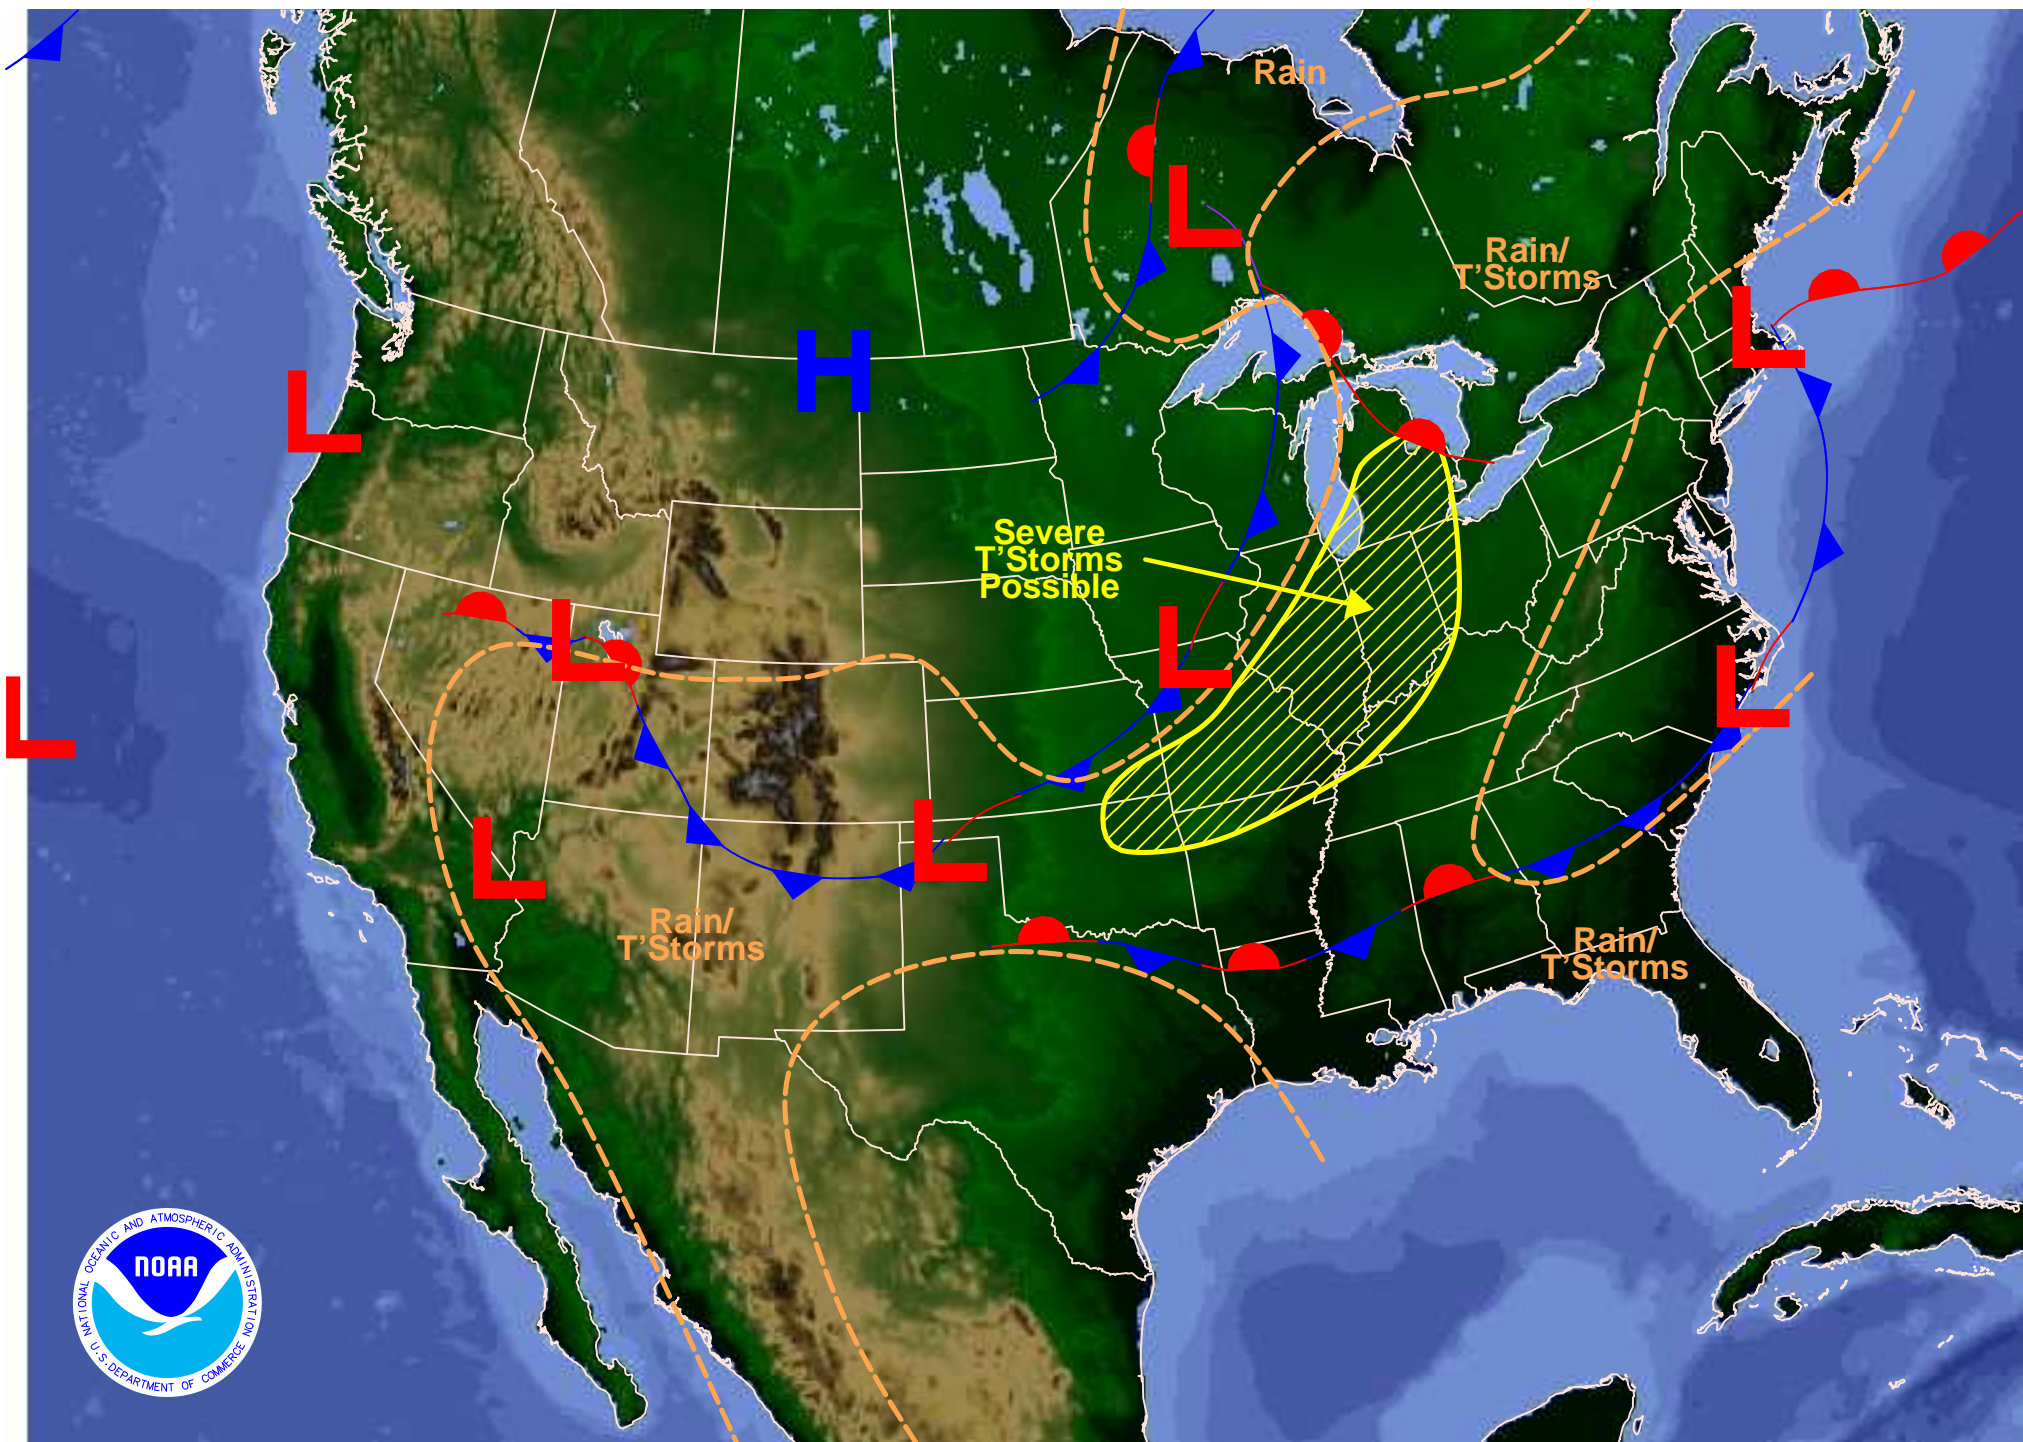 Rain
Rain/
T'Storms
L
L
H
L
L
Severe
T'Storms
Possible
L
L
L
L
L
L
Rain/
T'Storms
Rain/
T'Storms
NATIONAL OCEANIC AND ATMOSPHERIC ADMINISTRATION
NOAA
U.S. DEPARTMENT OF COMMERCE